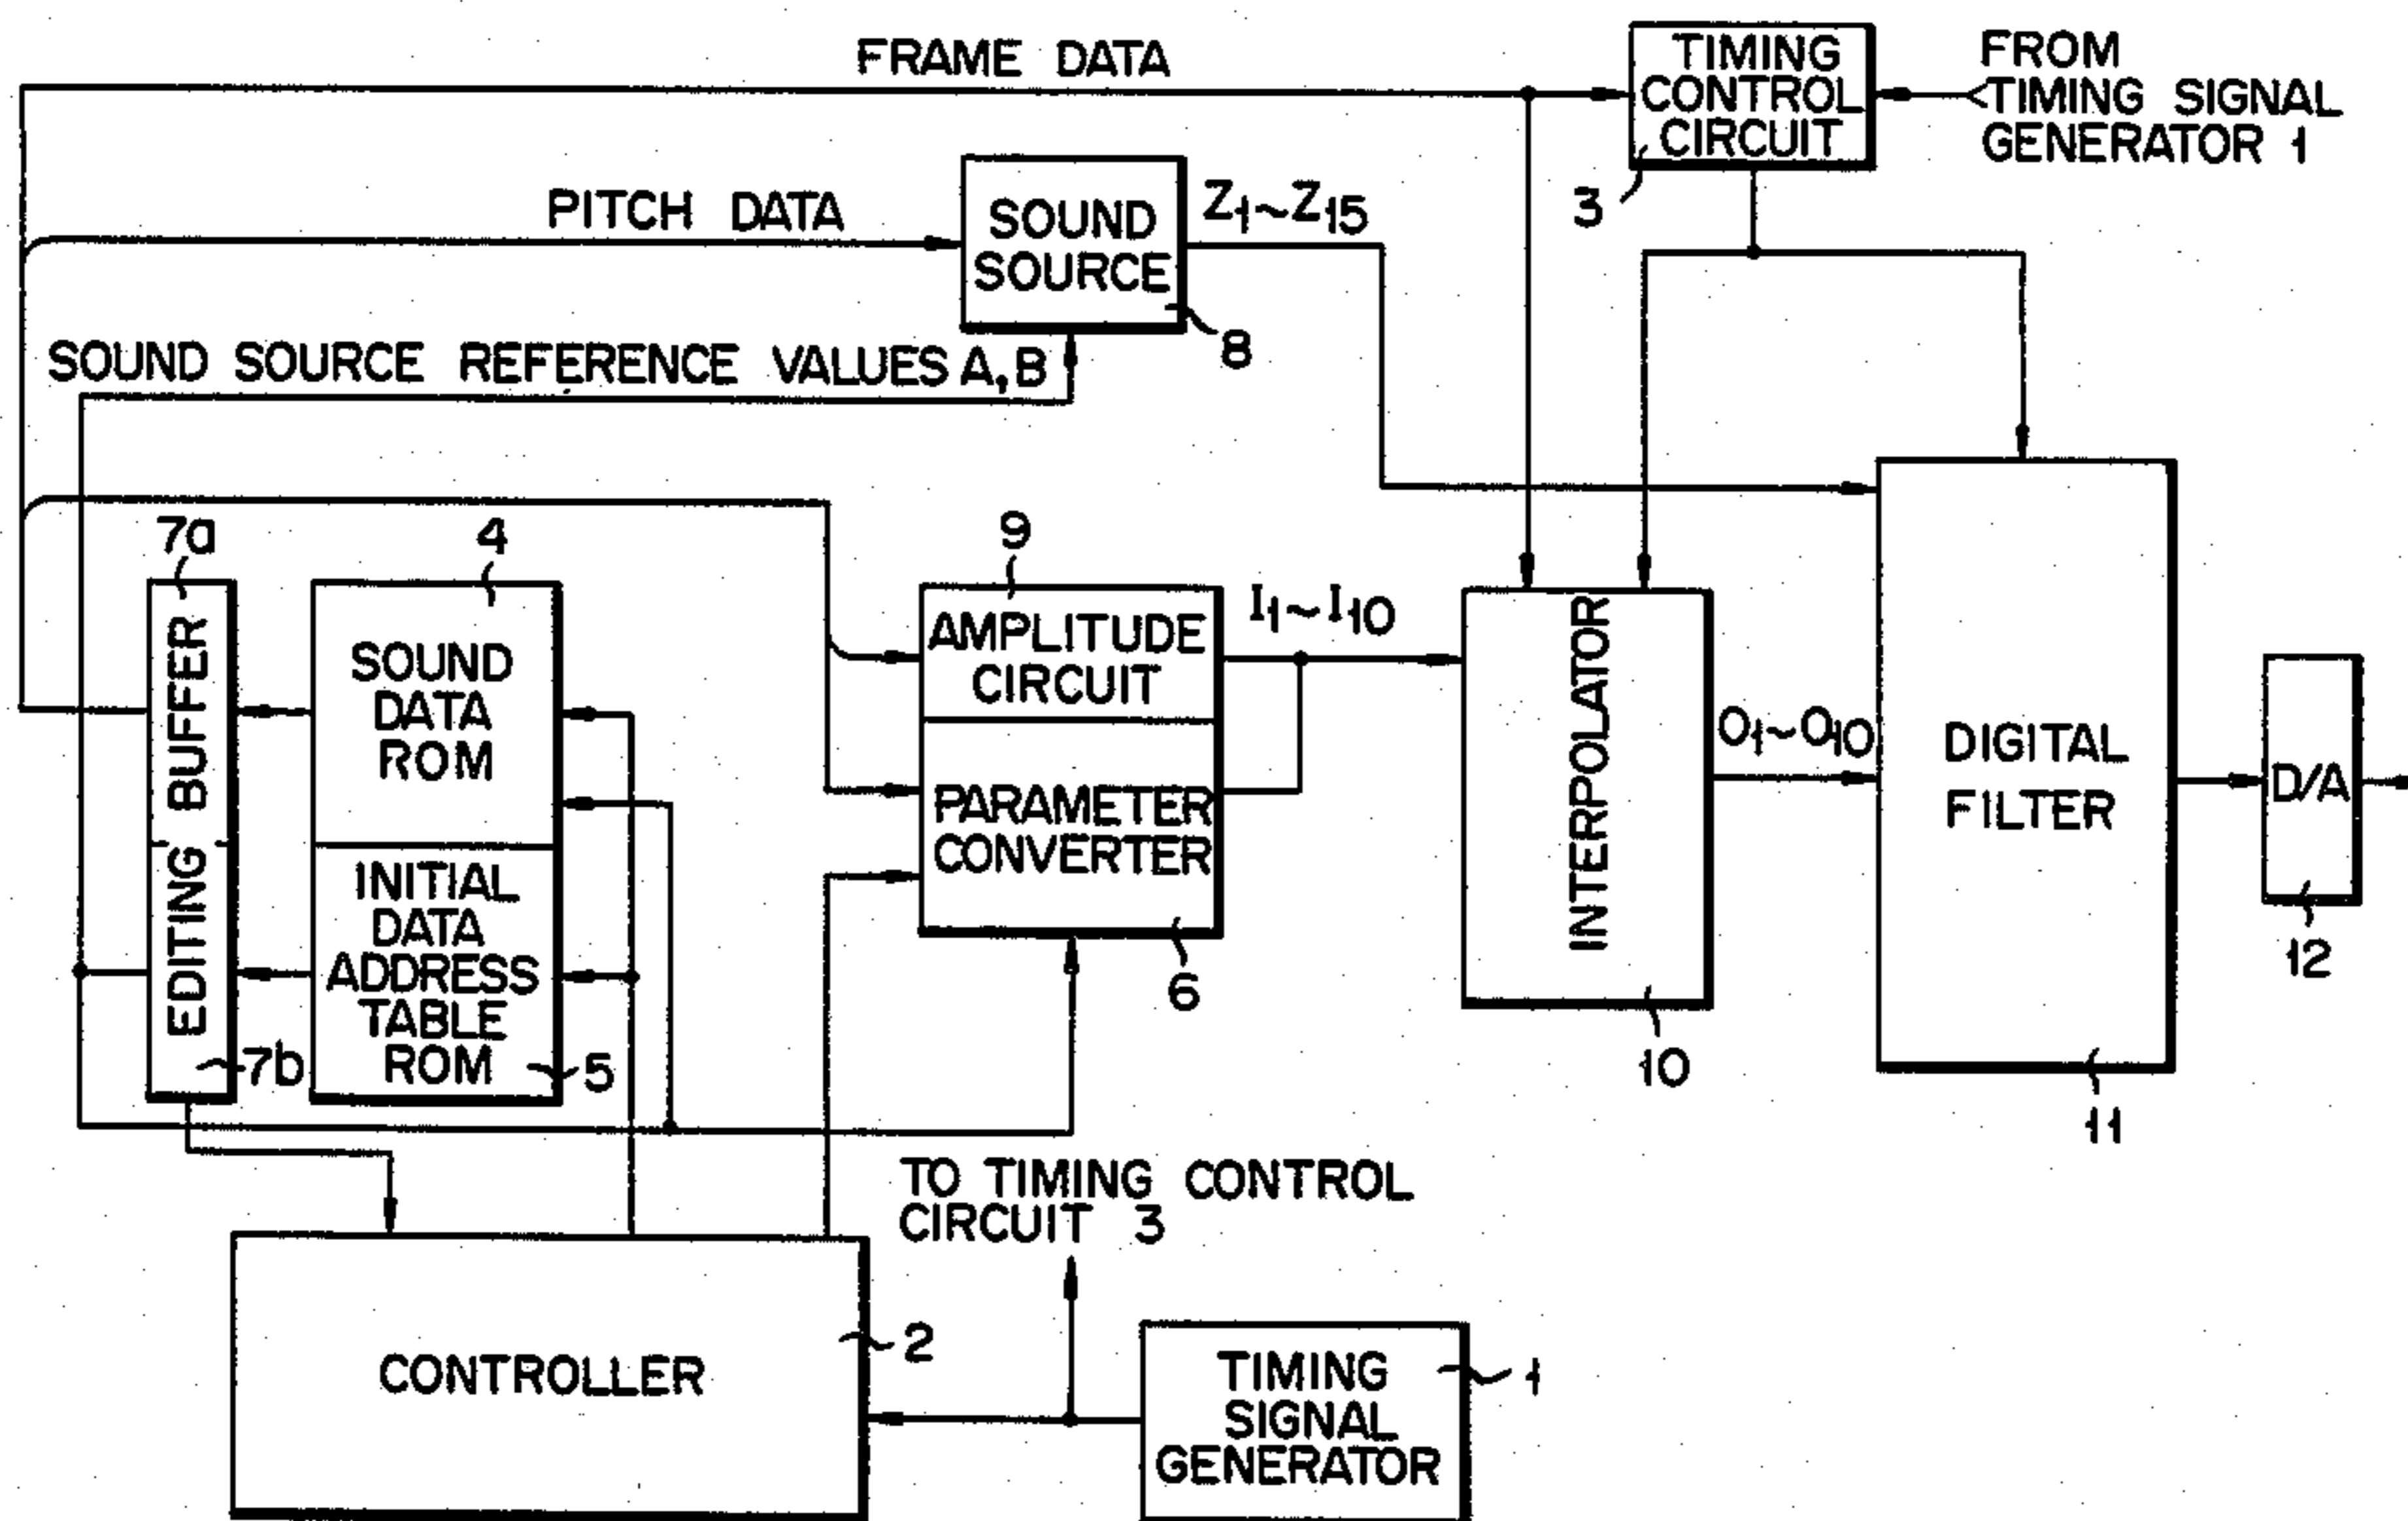 FRAME DATA
TIMING
CONTROL
CIRCUIT
3
FROM
TIMING SIGNAL
GENERATOR 1
PITCH DATA
SOUND
SOURCE
8
Z1~Z15
SOUND SOURCE REFERENCE VALUES A,B
7a
4
9
EDITING BUFFER
7b
SOUND
DATA
ROM
INITIAL
DATA
ADDRESS
TABLE
ROM
5
AMPLITUDE
CIRCUIT
PARAMETER
CONVERTER
6
I1~I10
INTERPOLATOR
10
O1~O10
DIGITAL
FILTER
11
D/A
12
TO TIMING CONTROL
CIRCUIT 3
CONTROLLER
2
TIMING
SIGNAL
GENERATOR
1